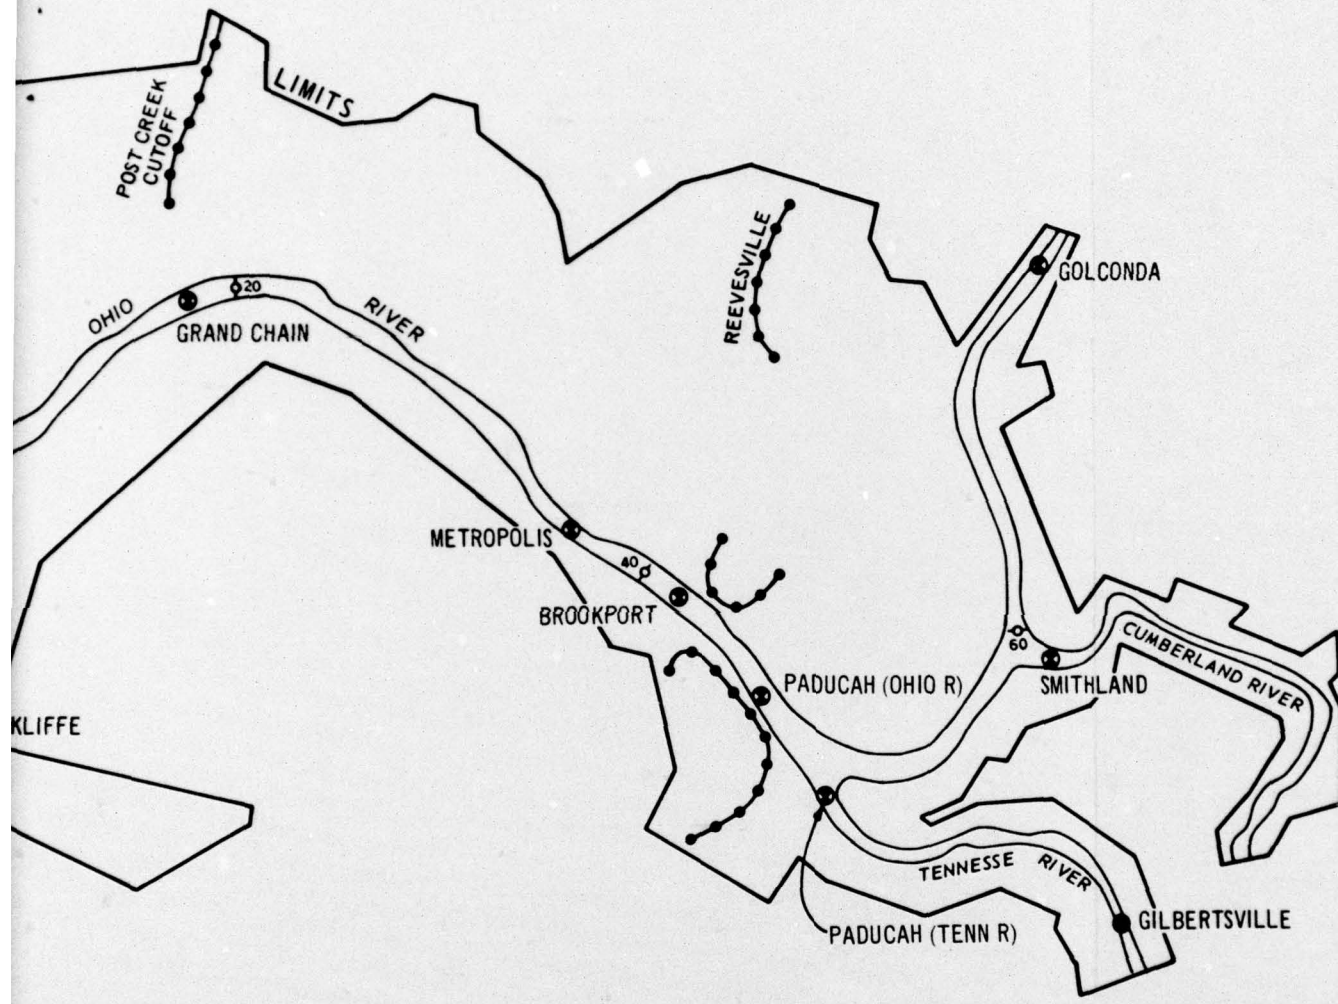 LIMITS
POST CREEK
CUTOFF
REEVESVILLE
GOLCONDA
OHIO
20
RIVER
GRAND CHAIN
METROPOLIS
40
BROOKPORT
60
CUMBERLAND RIVER
PADUCAH (OHIO R)
SMITHLAND
KLIFFE
TENNESSE RIVER
GILBERTSVILLE
PADUCAH (TENN R)